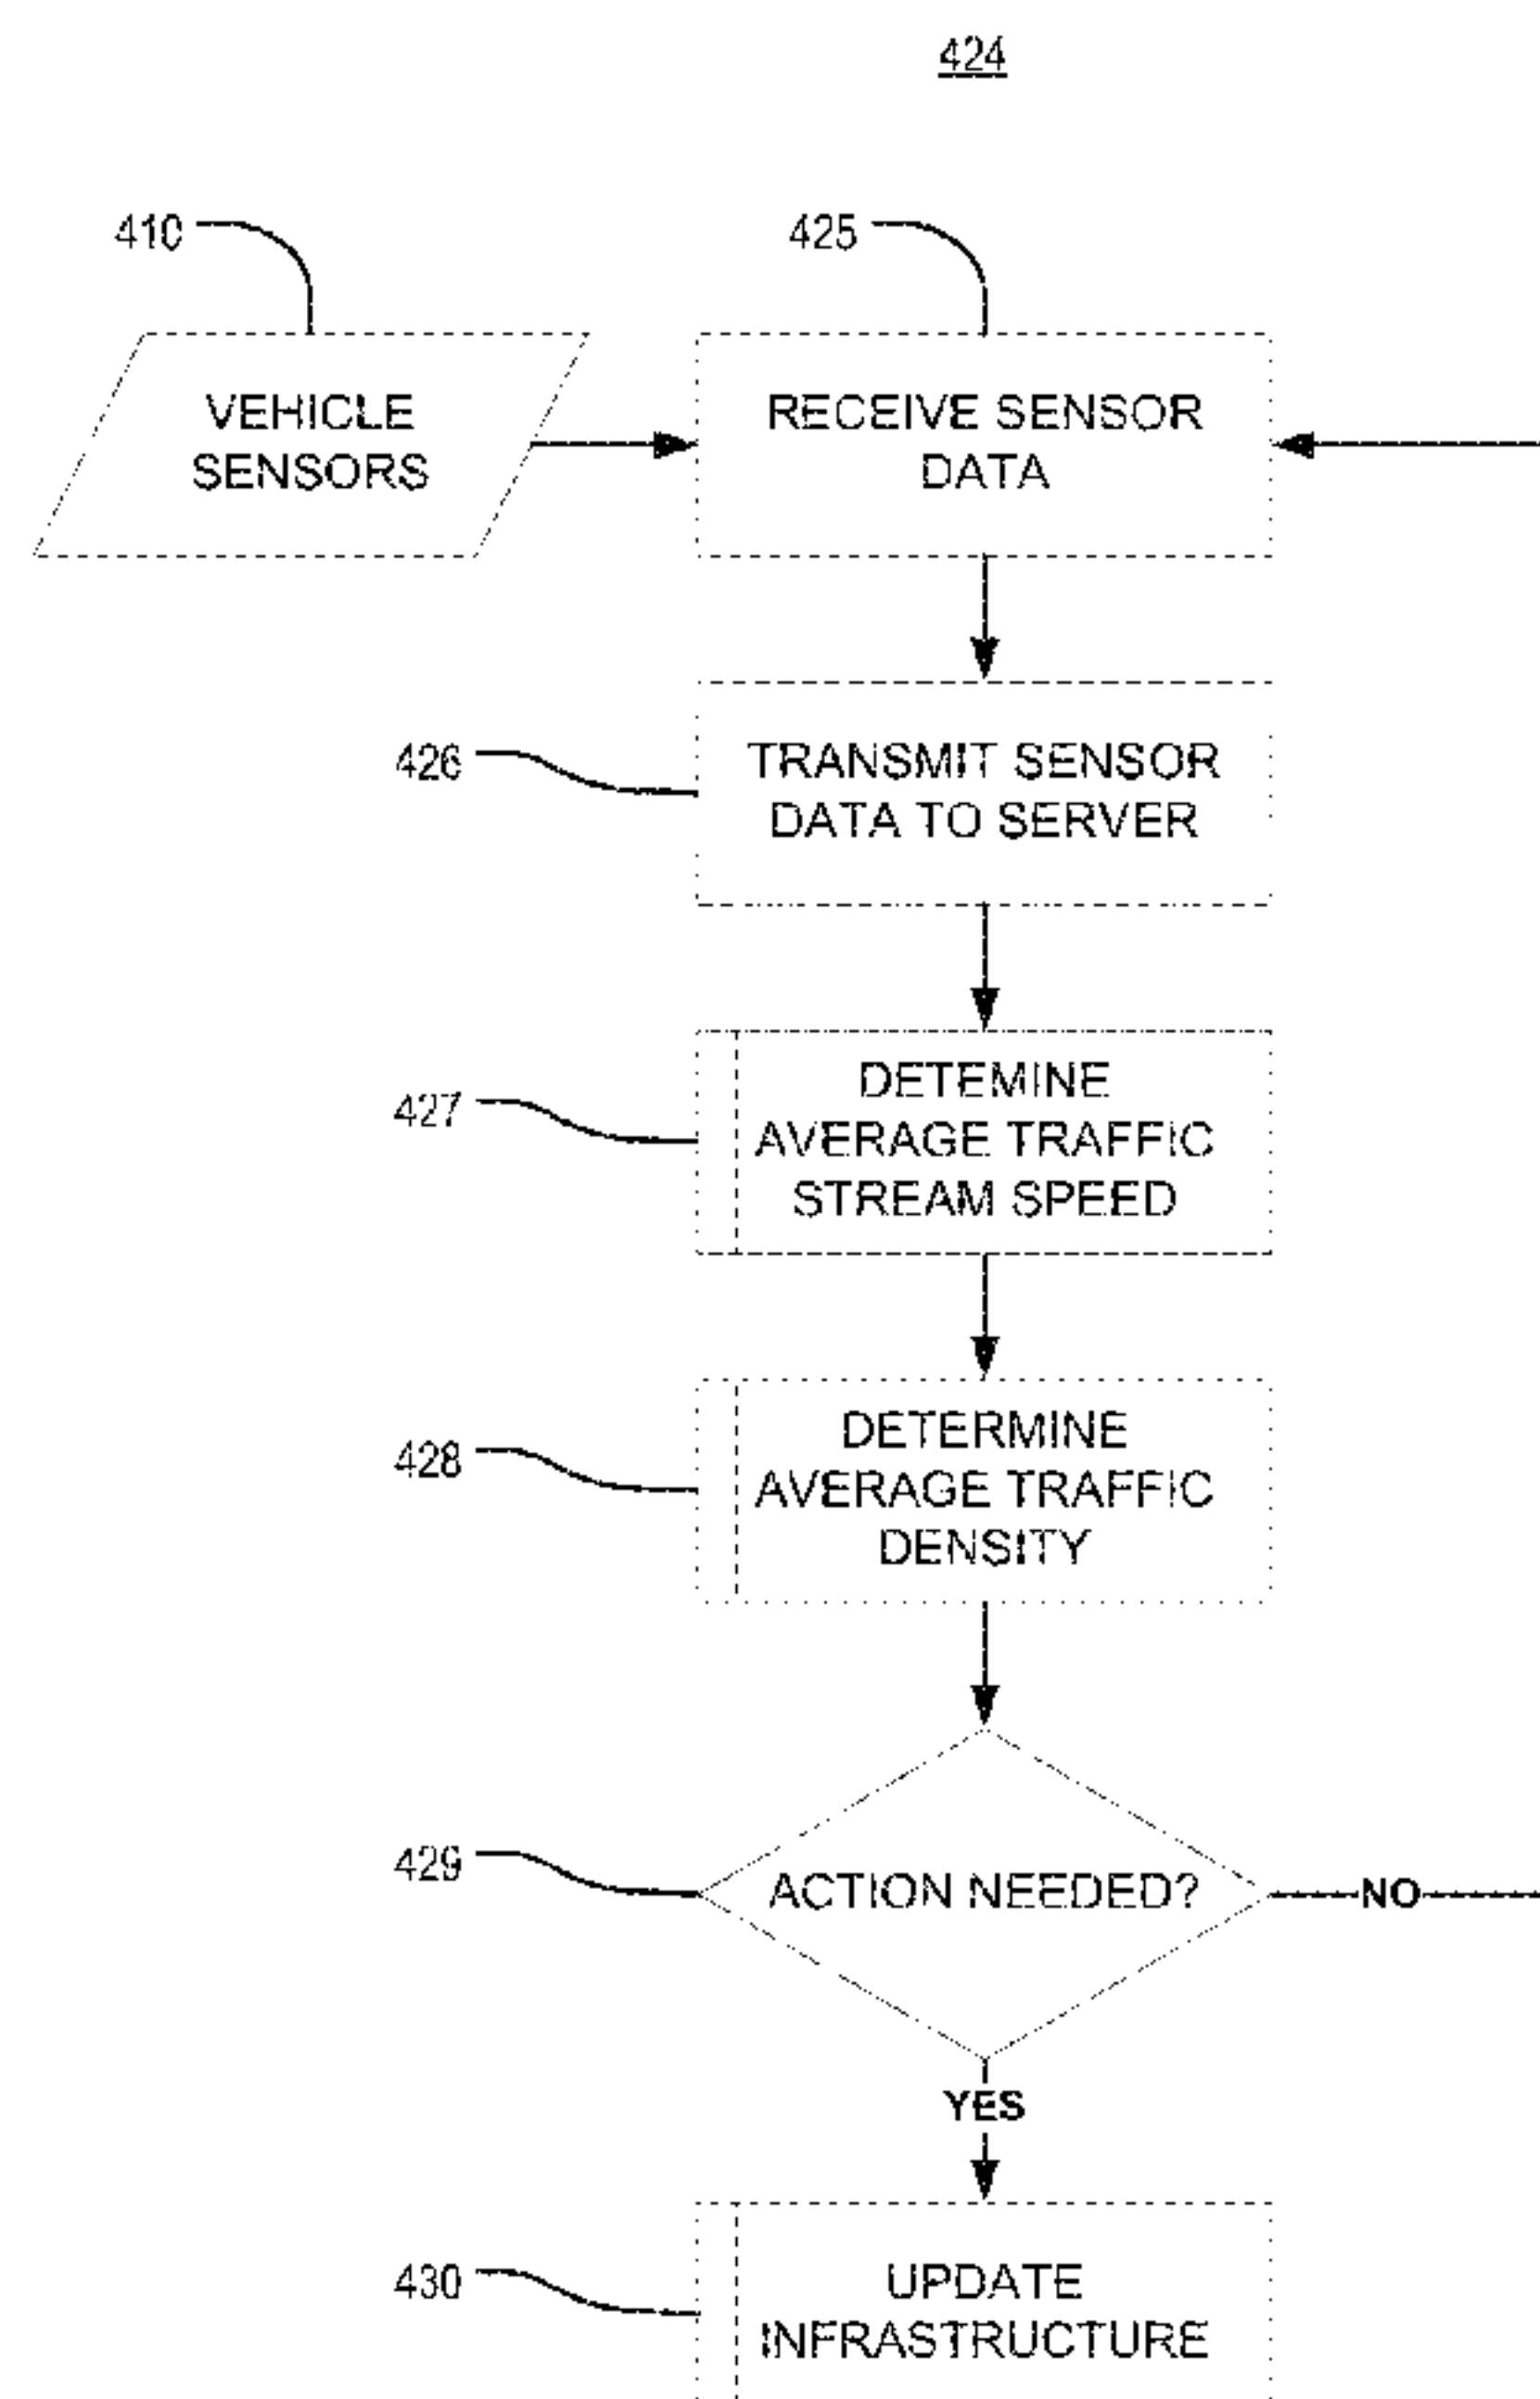 424
410
425
VEHICLE
SENSORS
RECEIVE SENSOR
DATA
426
TRANSMIT SENSOR
DATA TO SERVER
427
DETEMINE
AVERAGE TRAFFIC
STREAM SPEED
428
DETERMINE
AVERAGE TRAFFIC
DENSITY
429
ACTION NEEDED?
NO
YES
430
UPDATE
INFRASTRUCTURE